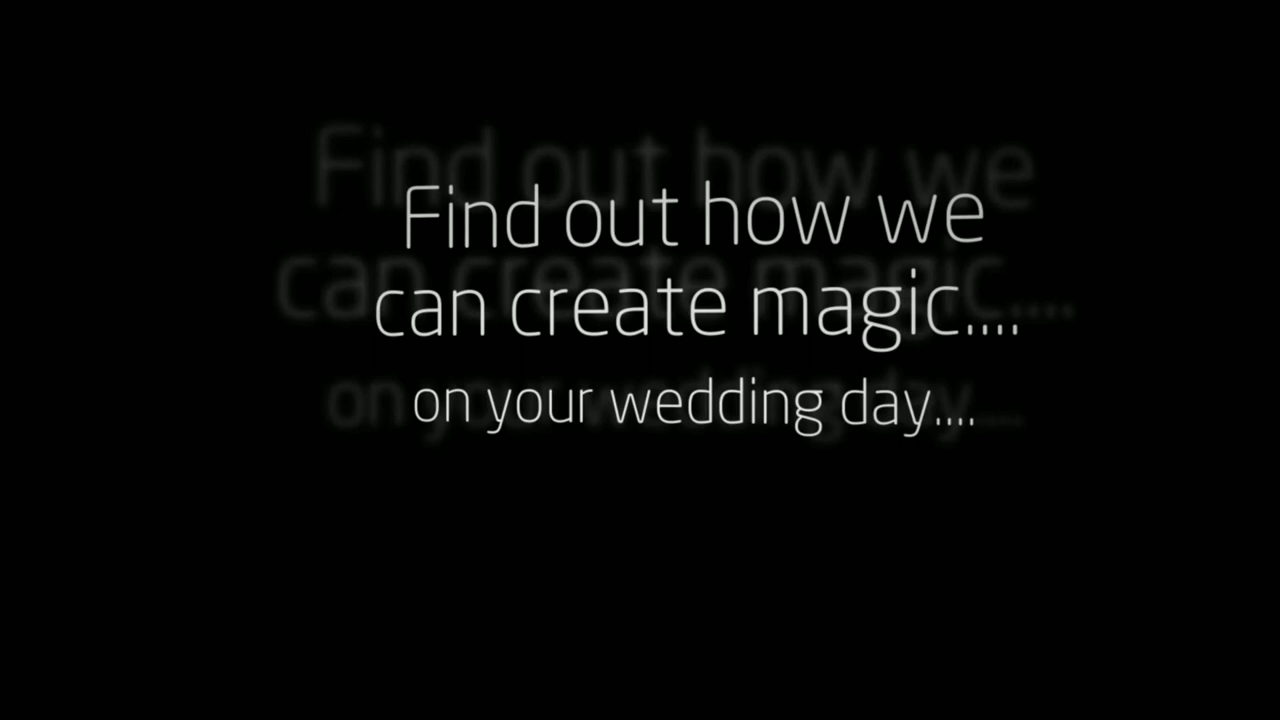 Find out how we
can create magic....
on your wedding day....